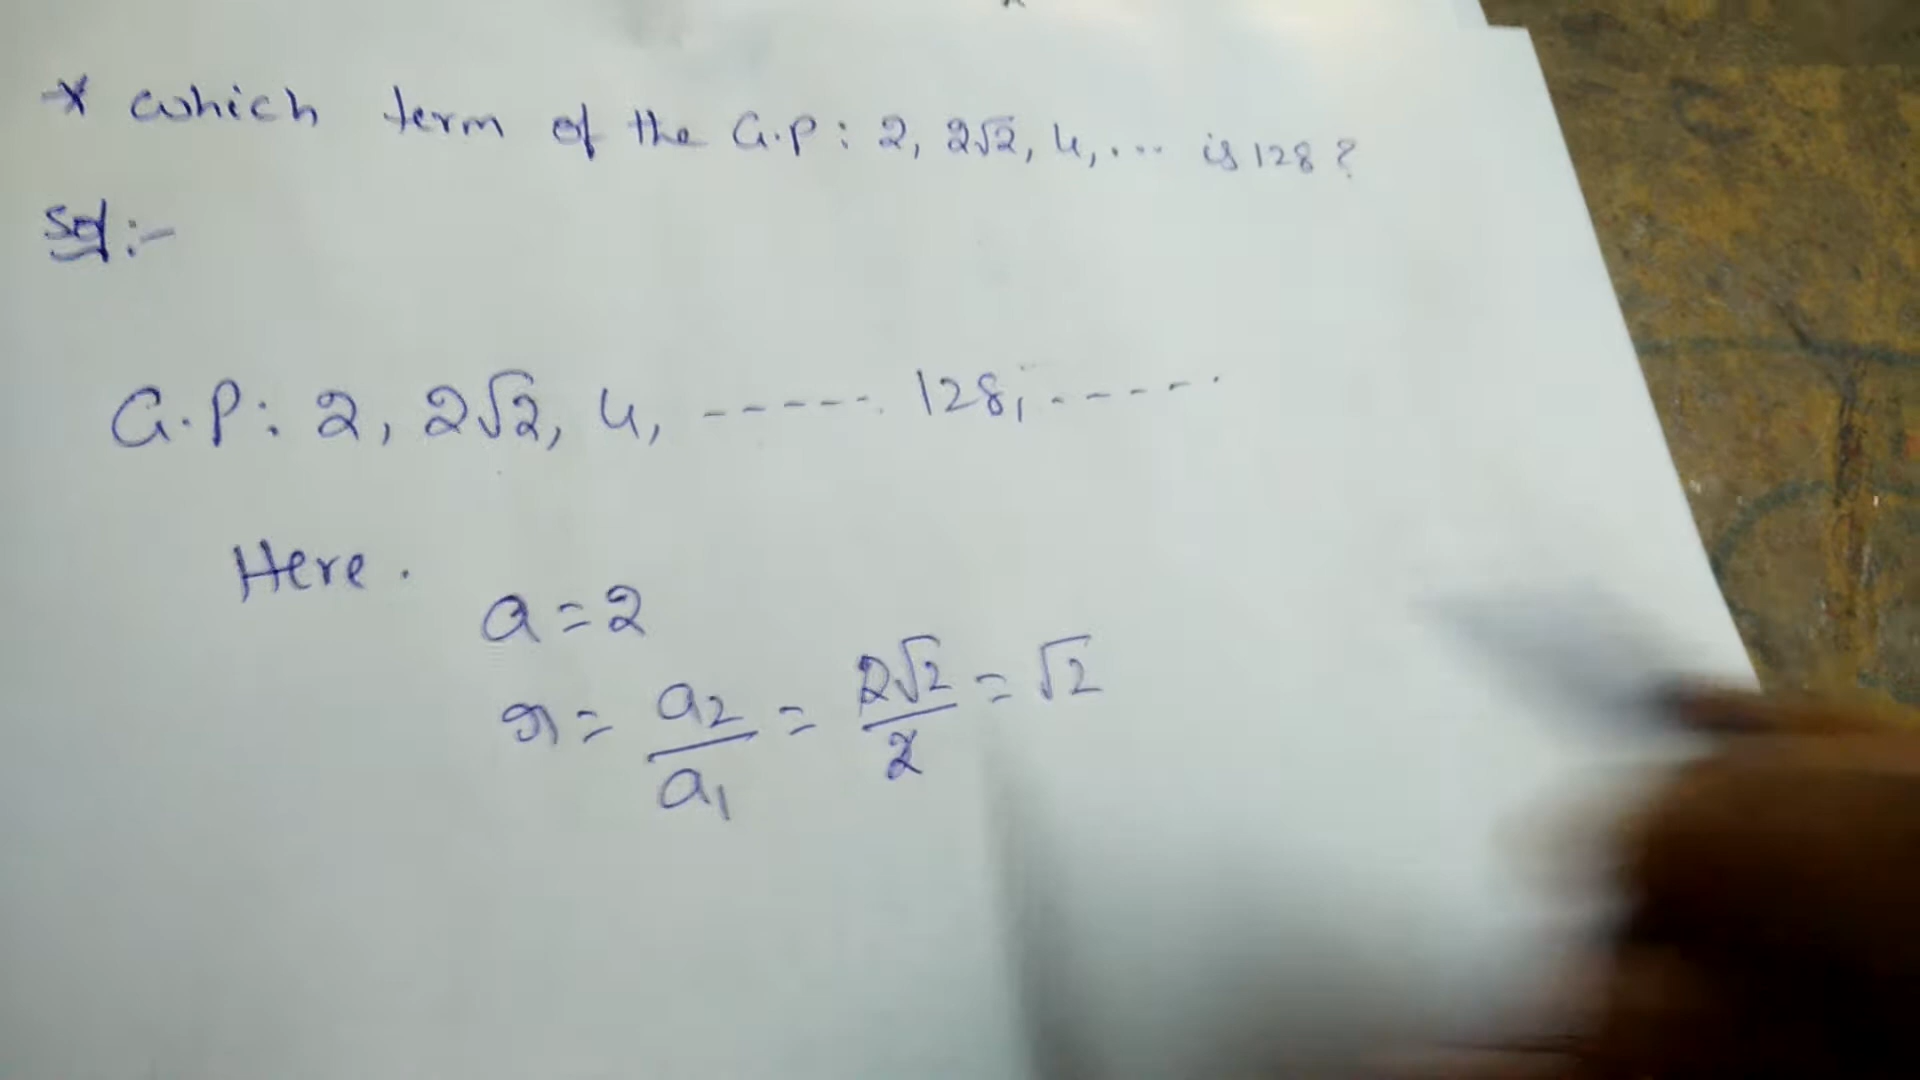 * Which term of the G.P: 2, 2√2, 4,... is 128?
Sol:-
G.P: 2, 2√2, 4, ------ 128, ------
Here.
a = 2
r = a₂/a₁ = 2√2/2 = √2